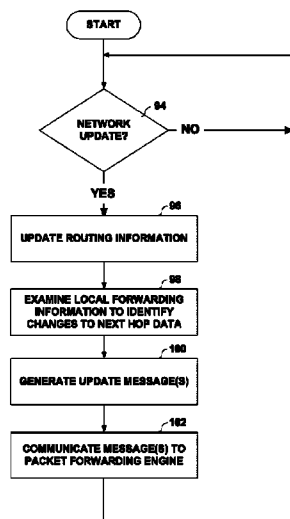 START
94
NETWORK
UPDATE?
NO
YES
96
UPDATE ROUTING INFORMATION
98
EXAMINE LOCAL FORWARDING
INFORMATION TO IDENTIFY
CHANGES TO NEXT HOP DATA
100
GENERATE UPDATE MESSAGE(S)
102
COMMUNICATE MESSAGE(S) TO
PACKET FORWARDING ENGINE